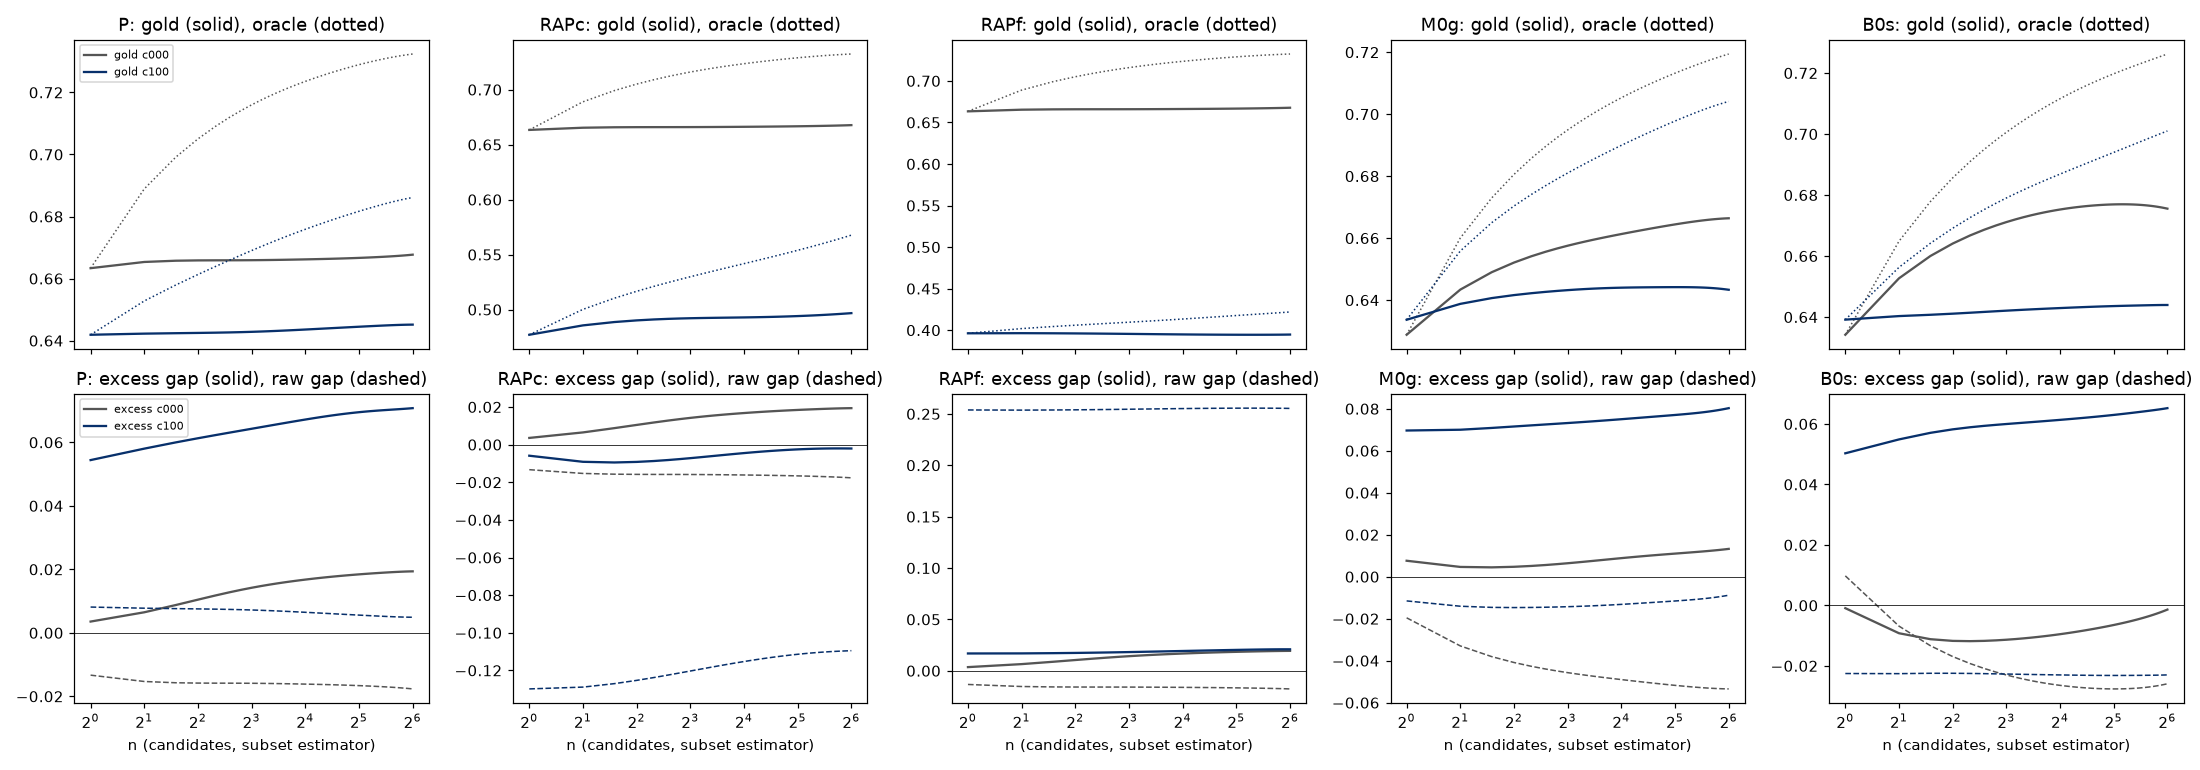 P: gold (solid), oracle (dotted)
gold c000
gold c100
0.72
0.70
0.68
0.66
0.64
RAPc: gold (solid), oracle (dotted)
0.70
0.65
0.60
0.55
0.50
RAPf: gold (solid), oracle (dotted)
0.70
0.65
0.60
0.55
0.50
0.45
0.40
M0g: gold (solid), oracle (dotted)
0.72
0.70
0.68
0.66
0.64
B0s: gold (solid), oracle (dotted)
0.72
0.70
0.68
0.66
0.64
P: excess gap (solid), raw gap (dashed)
excess c000
excess c100
0.06
0.04
0.02
0.00
−0.02
2⁰ 2¹ 2² 2³ 2⁴ 2⁵ 2⁶
n (candidates, subset estimator)
RAPc: excess gap (solid), raw gap (dashed)
0.02
0.00
−0.02
−0.04
−0.06
−0.08
−0.10
−0.12
2⁰ 2¹ 2² 2³ 2⁴ 2⁵ 2⁶
n (candidates, subset estimator)
RAPf: excess gap (solid), raw gap (dashed)
0.25
0.20
0.15
0.10
0.05
0.00
2⁰ 2¹ 2² 2³ 2⁴ 2⁵ 2⁶
n (candidates, subset estimator)
M0g: excess gap (solid), raw gap (dashed)
0.08
0.06
0.04
0.02
0.00
−0.02
−0.04
−0.06
2⁰ 2¹ 2² 2³ 2⁴ 2⁵ 2⁶
n (candidates, subset estimator)
B0s: excess gap (solid), raw gap (dashed)
0.06
0.04
0.02
0.00
−0.02
2⁰ 2¹ 2² 2³ 2⁴ 2⁵ 2⁶
n (candidates, subset estimator)